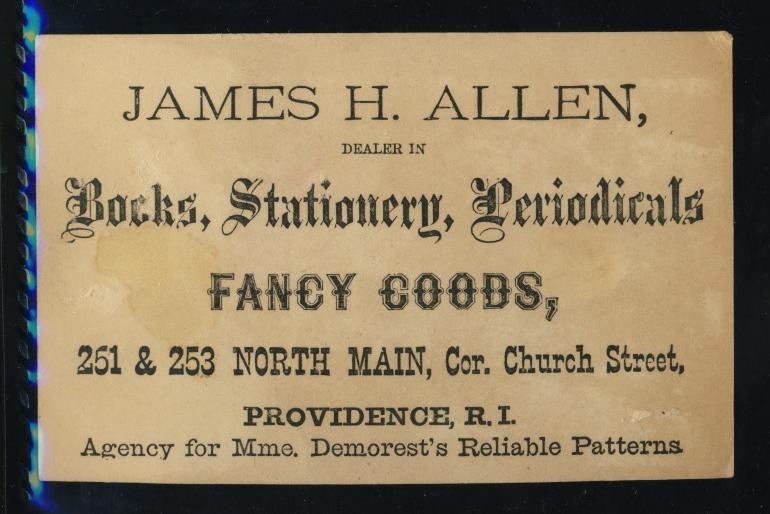 JAMES H. ALLEN,
DEALER IN
Books, Stationery, Periodicals
FANCY GOODS,
251 & 253 NORTH MAIN, Cor. Church Street,
PROVIDENCE, R. I.
Agency for Mme. Demorest's Reliable Patterns